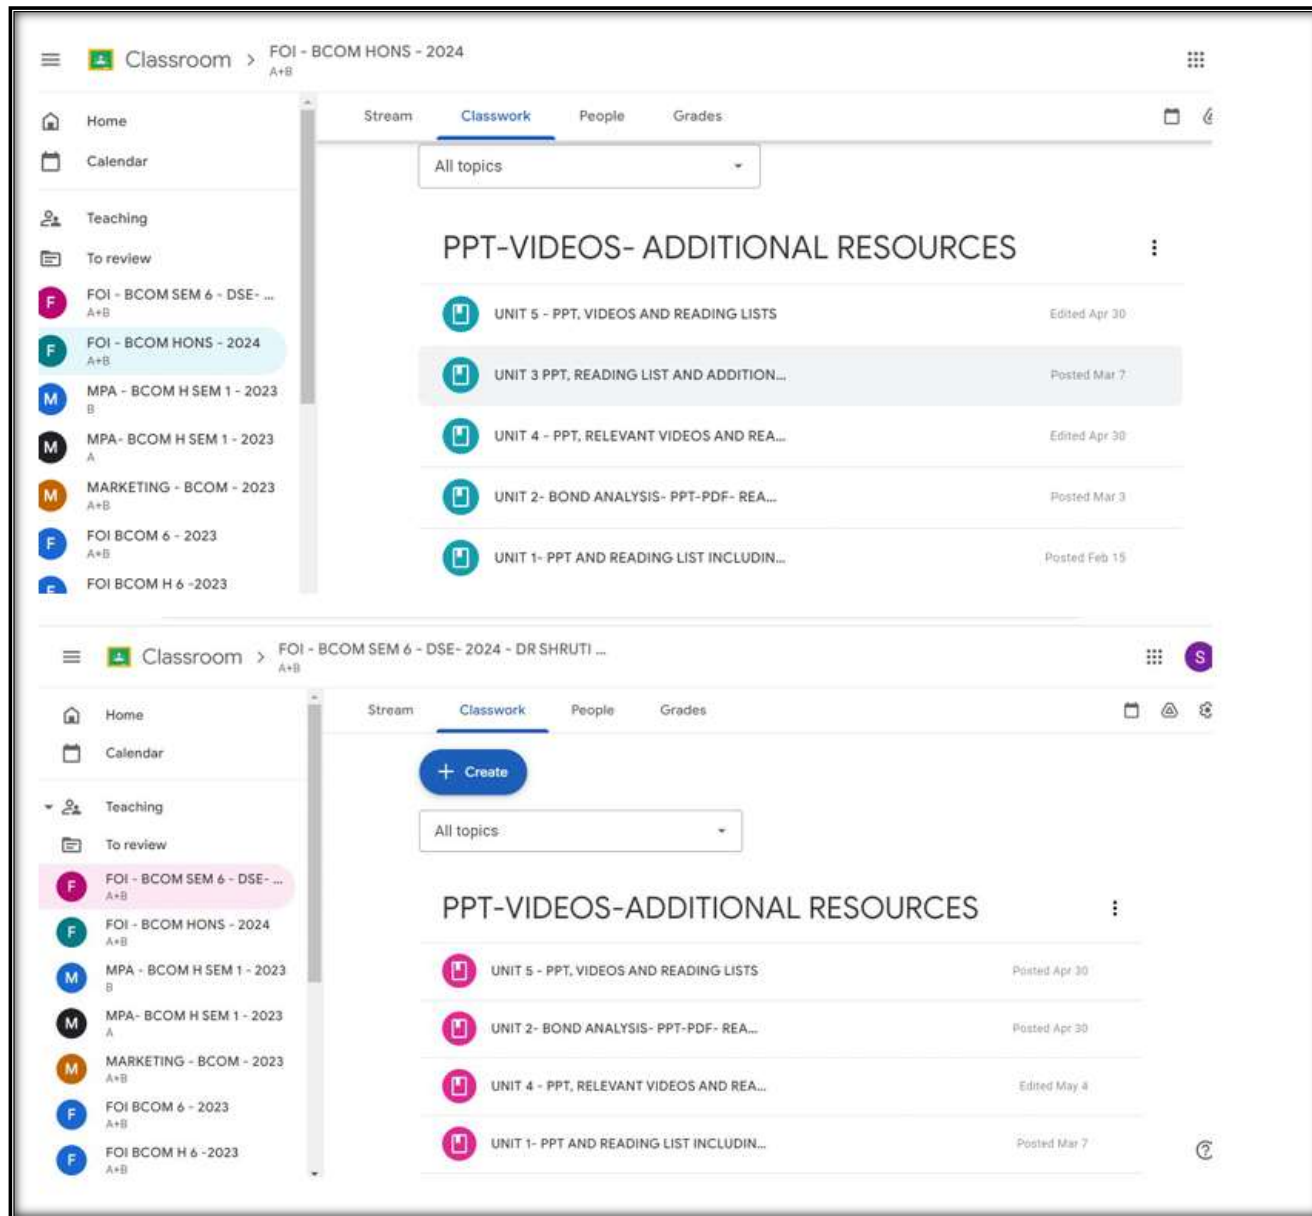 Classroom > FOI - BCOM HONS - 2024
A+B
Home
Calendar
Teaching
To review
F FOI - BCOM SEM 6 - DSE- ...
A+B
F FOI - BCOM HONS - 2024
A+B
M MPA - BCOM H SEM 1 - 2023
B
M MPA- BCOM H SEM 1 - 2023
A
M MARKETING - BCOM - 2023
A+B
F FOI BCOM 6 - 2023
A+B
F FOI BCOM H 6 -2023
Stream Classwork People Grades
All topics
PPT-VIDEOS- ADDITIONAL RESOURCES
UNIT 5 - PPT, VIDEOS AND READING LISTS Edited Apr 30
UNIT 3 PPT, READING LIST AND ADDITION... Posted Mar 7
UNIT 4 - PPT, RELEVANT VIDEOS AND REA... Edited Apr 30
UNIT 2- BOND ANALYSIS- PPT-PDF- REA... Posted Mar 3
UNIT 1- PPT AND READING LIST INCLUDIN... Posted Feb 15
Classroom > FOI - BCOM SEM 6 - DSE- 2024 - DR SHRUTI ...
A+B
S
Home
Calendar
Teaching
To review
F FOI - BCOM SEM 6 - DSE- ...
A+B
F FOI - BCOM HONS - 2024
A+B
M MPA - BCOM H SEM 1 - 2023
B
M MPA- BCOM H SEM 1 - 2023
A
M MARKETING - BCOM - 2023
A+B
F FOI BCOM 6 - 2023
A+B
F FOI BCOM H 6 -2023
A+B
Stream Classwork People Grades
+ Create
All topics
PPT-VIDEOS-ADDITIONAL RESOURCES
UNIT 5 - PPT, VIDEOS AND READING LISTS Posted Apr 30
UNIT 2- BOND ANALYSIS- PPT-PDF- REA... Posted Apr 30
UNIT 4 - PPT, RELEVANT VIDEOS AND REA... Edited May 4
UNIT 1- PPT AND READING LIST INCLUDIN... Posted Mar 7